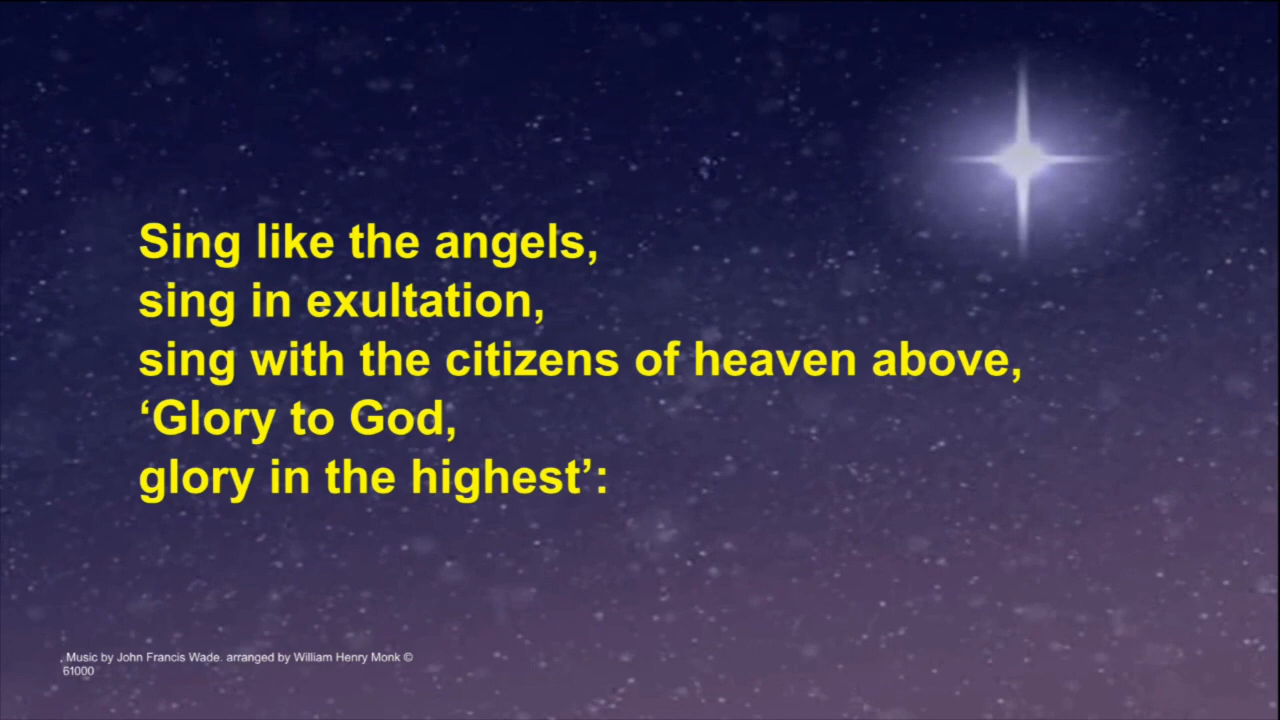 Sing like the angels,
sing in exultation,
sing with the citizens of heaven above,
‘Glory to God,
glory in the highest’:
, Music by John Francis Wade. arranged by William Henry Monk ©
61000